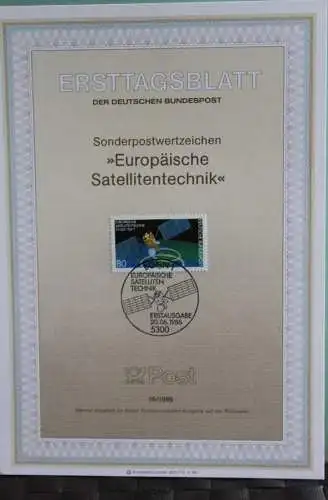 ERSTTAGSBLATT
DER DEUTSCHEN BUNDESPOST
Sonderpostwertzeichen
»Europäische
Satellitentechnik«
80
EUROPÄISCHE
SATELLITEN
TECHNIK
ERSTAUSGABE
20.06.1986
5300
Post